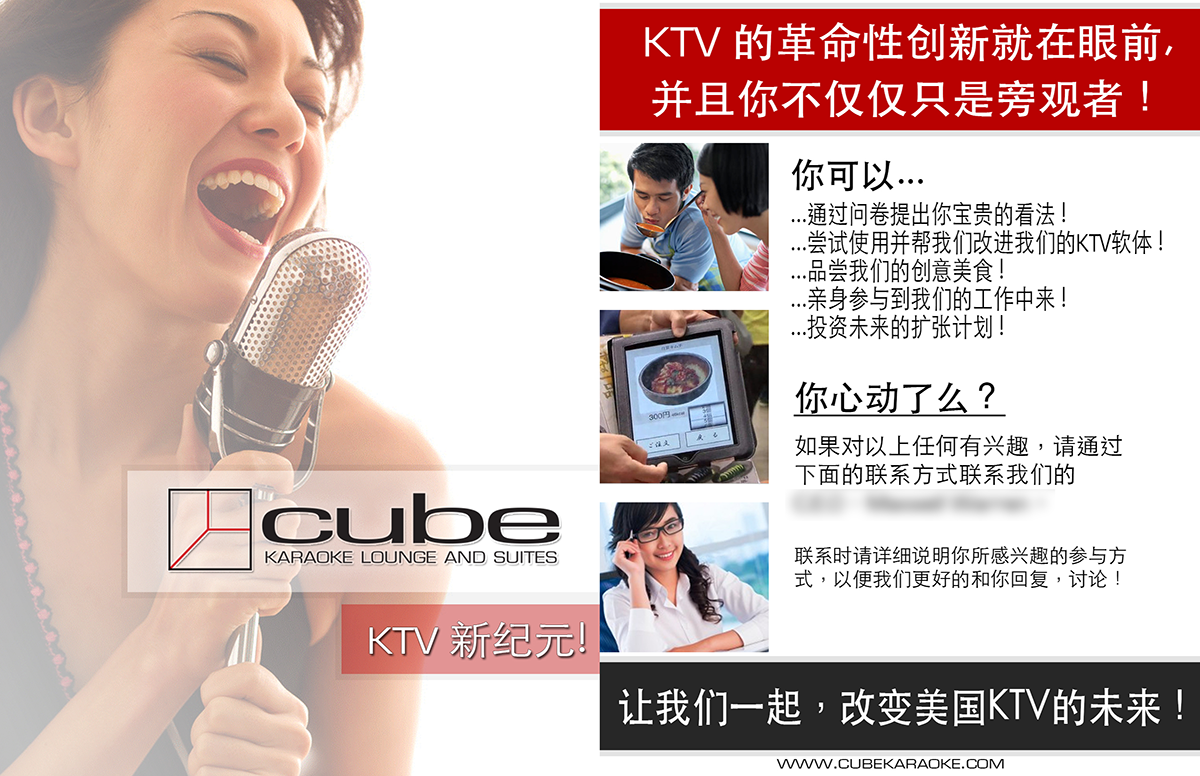 cube
KARAOKE LOUNGE AND SUITES
KTV 新纪元!
KTV 的革命性创新就在眼前,
并且你不仅仅只是旁观者！
你可以...
...通过问卷提出你宝贵的看法！
...尝试使用并帮我们改进我们的KTV软体！
...品尝我们的创意美食！
...亲身参与到我们的工作中来！
...投资未来的扩张计划！
300円
ご注文
戻る
你心动了么？
如果对以上任何有兴趣，请通过
下面的联系方式联系我们的
联系时请详细说明你所感兴趣的参与方
式，以便我们更好的和你回复，讨论！
让我们一起，改变美国KTV的未来！
WWW.CUBEKARAOKE.COM